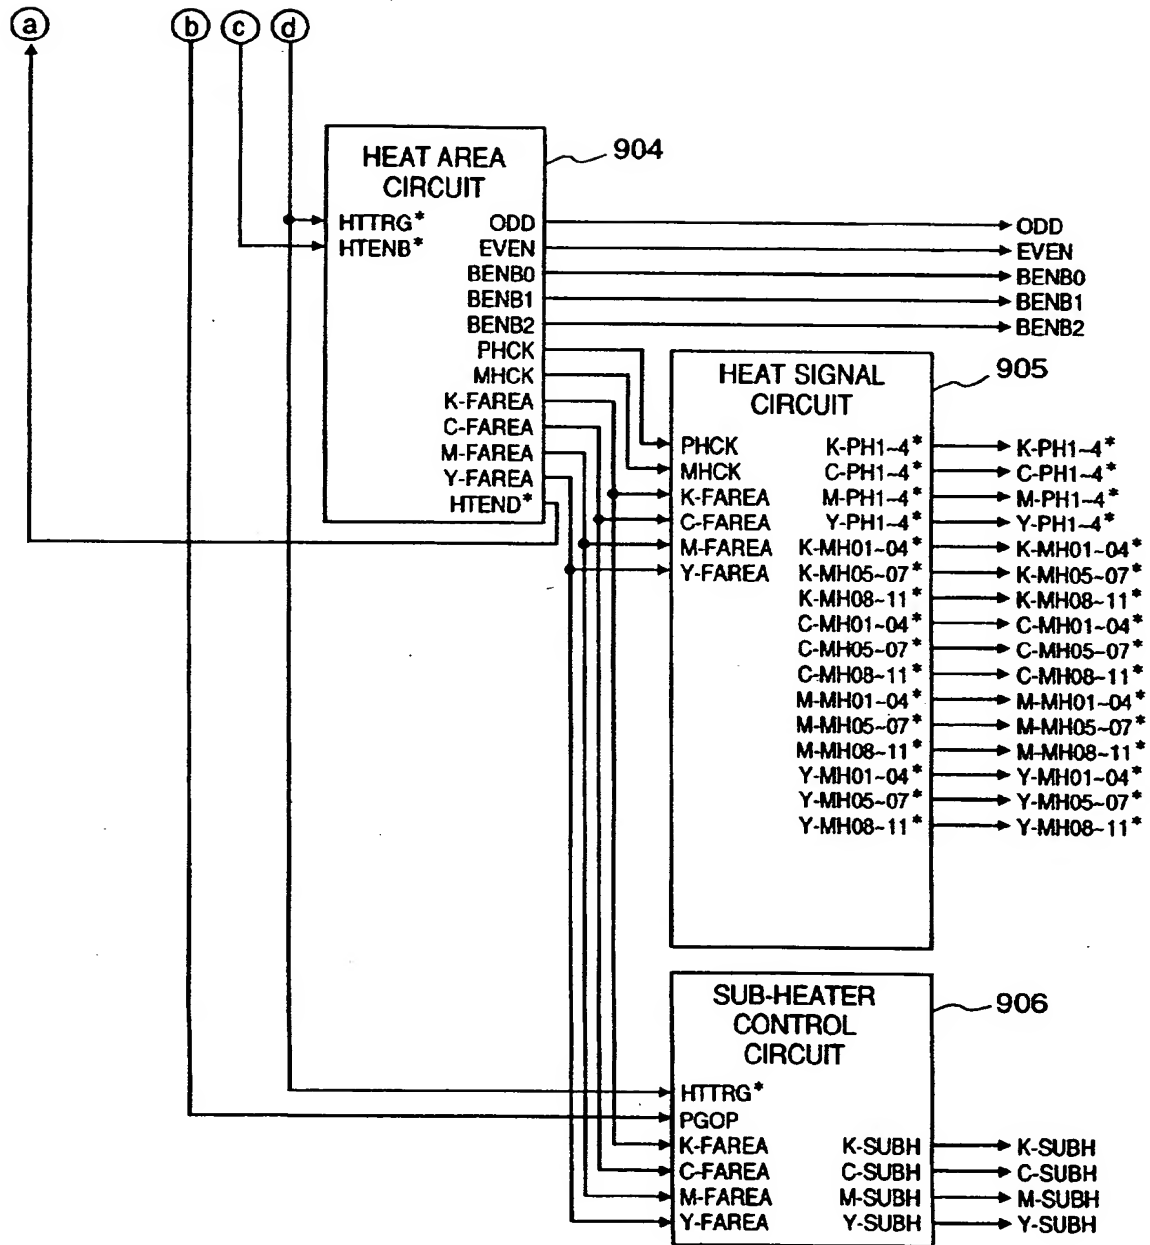 a b c d
HEAT AREA
CIRCUIT
904
HTTRG* ODD ODD
HTENB* EVEN EVEN
BENB0 BENB0
BENB1 BENB1
BENB2 BENB2
PHCK
MHCK
K-FAREA
C-FAREA
M-FAREA
Y-FAREA
HTEND*
HEAT SIGNAL
CIRCUIT
905
PHCK K-PH1~4* K-PH1~4*
MHCK C-PH1~4* C-PH1~4*
K-FAREA M-PH1~4* M-PH1~4*
C-FAREA Y-PH1~4* Y-PH1~4*
M-FAREA K-MH01~04* K-MH01~04*
Y-FAREA K-MH05~07* K-MH05~07*
K-MH08~11* K-MH08~11*
C-MH01~04* C-MH01~04*
C-MH05~07* C-MH05~07*
C-MH08~11* C-MH08~11*
M-MH01~04* M-MH01~04*
M-MH05~07* M-MH05~07*
M-MH08~11* M-MH08~11*
Y-MH01~04* Y-MH01~04*
Y-MH05~07* Y-MH05~07*
Y-MH08~11* Y-MH08~11*
SUB-HEATER
CONTROL
CIRCUIT
906
HTTRG*
PGOP
K-FAREA K-SUBH K-SUBH
C-FAREA C-SUBH C-SUBH
M-FAREA M-SUBH M-SUBH
Y-FAREA Y-SUBH Y-SUBH